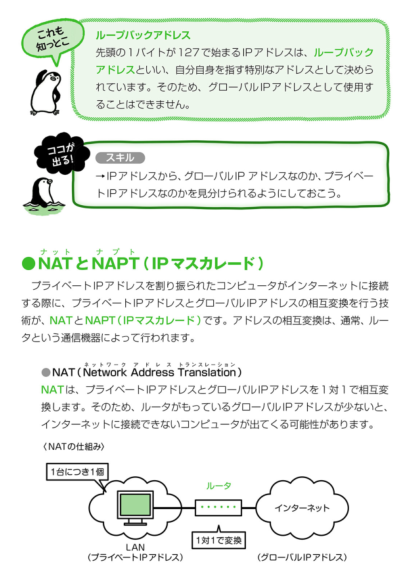 これも
知っとこ
ループバックアドレス
先頭の1バイトが127で始まるIPアドレスは、ループバック
アドレスといい、自分自身を指す特別なアドレスとして決めら
れています。そのため、グローバルIPアドレスとして使用す
ることはできません。
ココが
出る!
スキル
→IPアドレスから、グローバルIPアドレスなのか、プライベー
トIPアドレスなのかを見分けられるようにしておこう。
ナット ナプト
●NATとNAPT(IPマスカレード)
プライベートIPアドレスを割り振られたコンピュータがインターネットに接続
する際に、プライベートIPアドレスとグローバルIPアドレスの相互変換を行う技
術が、NATとNAPT(IPマスカレード)です。アドレスの相互変換は、通常、ルー
タという通信機器によって行われます。
ネットワーク アドレス トランスレーション
●NAT(Network Address Translation)
NATは、プライベートIPアドレスとグローバルIPアドレスを1対1で相互変
換します。そのため、ルータがもっているグローバルIPアドレスが少ないと、
インターネットに接続できないコンピュータが出てくる可能性があります。
〈NATの仕組み〉
1台につき1個
ルータ
インターネット
1対1で変換
LAN
(プライベートIPアドレス)
(グローバルIPアドレス)